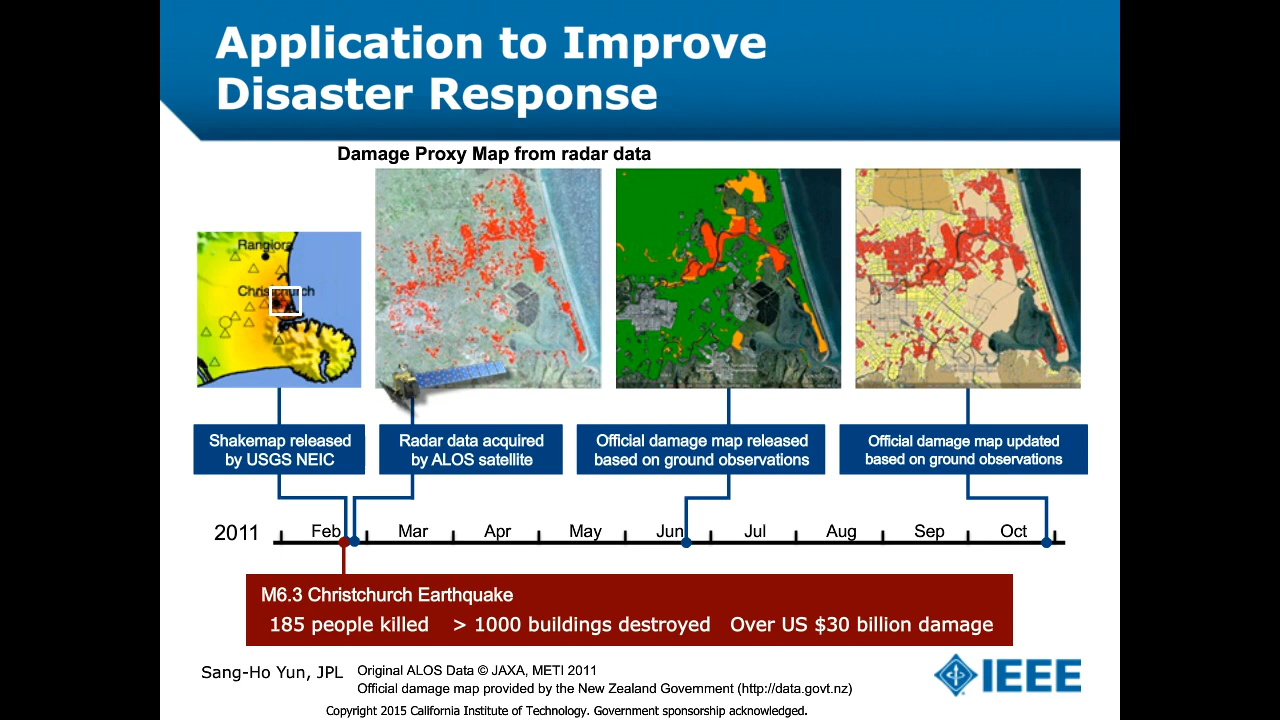 Application to Improve
Disaster Response
Damage Proxy Map from radar data
Rangiora
Christchurch
Shakemap released
by USGS NEIC
Radar data acquired
by ALOS satellite
Official damage map released
based on ground observations
Official damage map updated
based on ground observations
2011 Feb Mar Apr May Jun Jul Aug Sep Oct
M6.3 Christchurch Earthquake
185 people killed > 1000 buildings destroyed Over US $30 billion damage
Sang-Ho Yun, JPL
Original ALOS Data © JAXA, METI 2011
Official damage map provided by the New Zealand Government (http://data.govt.nz)
Copyright 2015 California Institute of Technology. Government sponsorship acknowledged.
IEEE